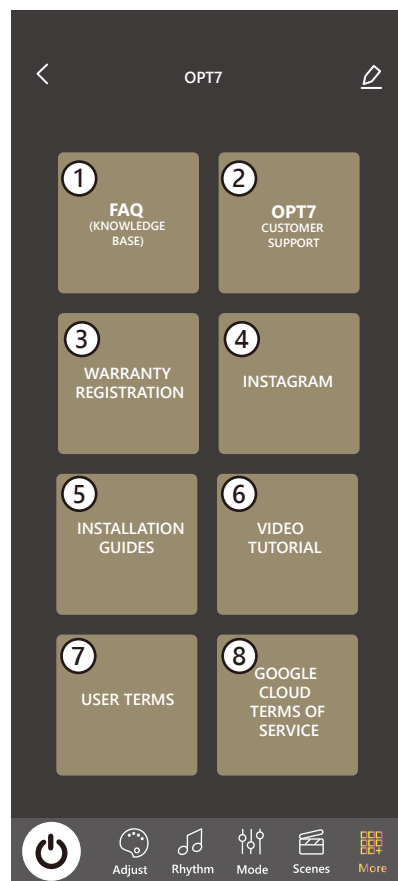 OPT7
1
FAQ
(KNOWLEDGE
BASE)
2
OPT7
CUSTOMER
SUPPORT
3
WARRANTY
REGISTRATION
4
INSTAGRAM
5
INSTALLATION
GUIDES
6
VIDEO
TUTORIAL
7
USER TERMS
8
GOOGLE
CLOUD
TERMS OF
SERVICE
Adjust
Rhythm
Mode
Scenes
More